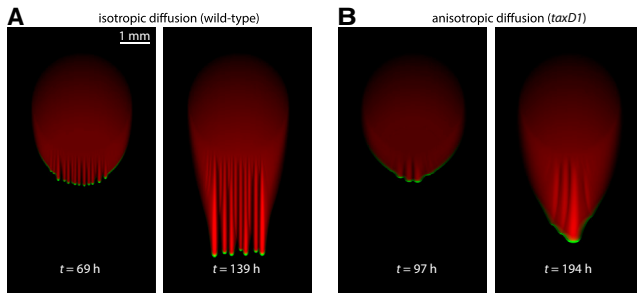 A
isotropic diffusion (wild-type)
1 mm
t = 69 h
t = 139 h
B
anisotropic diffusion (taxD1)
t = 97 h
t = 194 h